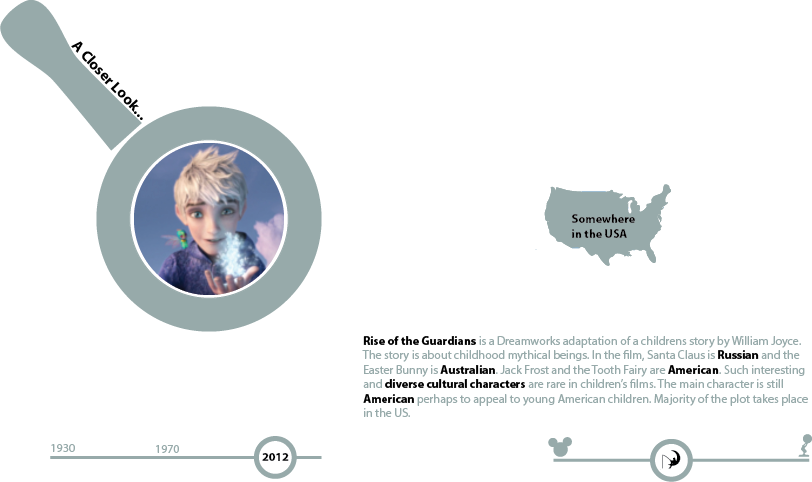 A Closer Look...
Somewhere
in the USA
Rise of the Guardians is a Dreamworks adaptation of a childrens story by William Joyce.
The story is about childhood mythical beings. In the film, Santa Claus is Russian and the
Easter Bunny is Australian. Jack Frost and the Tooth Fairy are American. Such interesting
and diverse cultural characters are rare in children's films. The main character is still
American perhaps to appeal to young American children. Majority of the plot takes place
in the US.
1930
1970
2012